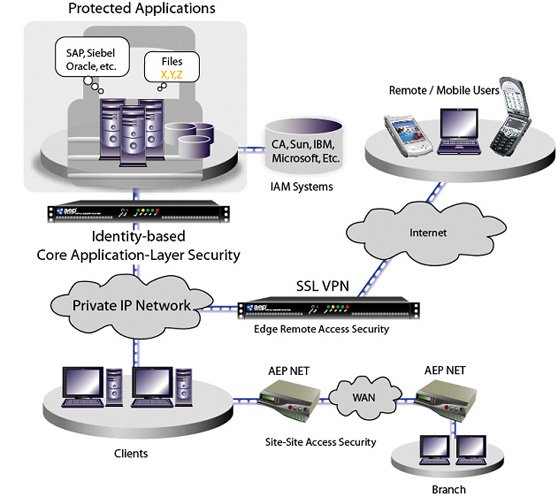 Protected Applications
SAP, Siebel
Oracle, etc.
Files
X,Y,Z
Remote / Mobile Users
CA, Sun, IBM,
Microsoft, Etc.
IAM Systems
aep
Identity-based
Core Application-Layer Security
Internet
SSL VPN
Private IP Network
aep
Edge Remote Access Security
AEP NET
AEP NET
WAN
Site-Site Access Security
Clients
Branch